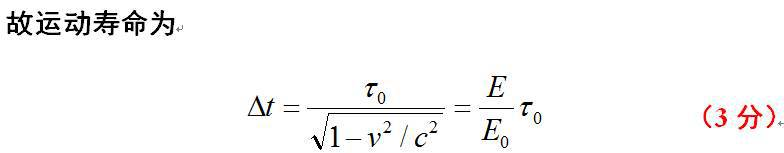 故运动寿命为
Δt = τ₀ / √(1 − v² / c²) = E / E₀ τ₀ （3 分）